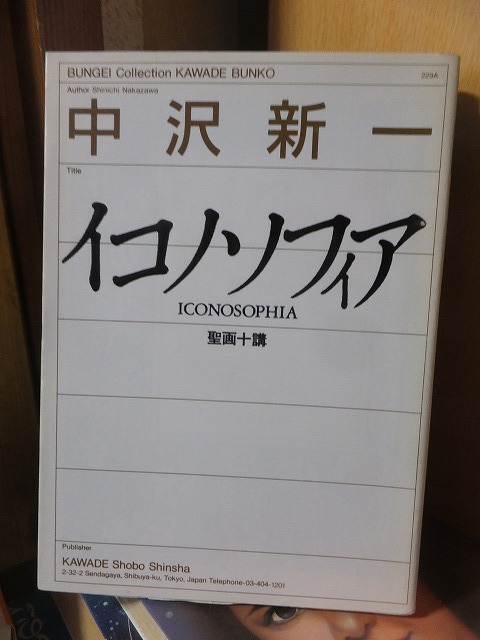 BUNGEI Collection KAWADE BUNKO 229A
Author Shinichi Nakazawa
中沢新一
Title
イコノソフィア
ICONOSOPHIA
聖画十講
Publisher
KAWADE Shobo Shinsha
2-32-2 Sendagaya, Shibuya-ku, Tokyo, Japan Telephone-03-404-1201